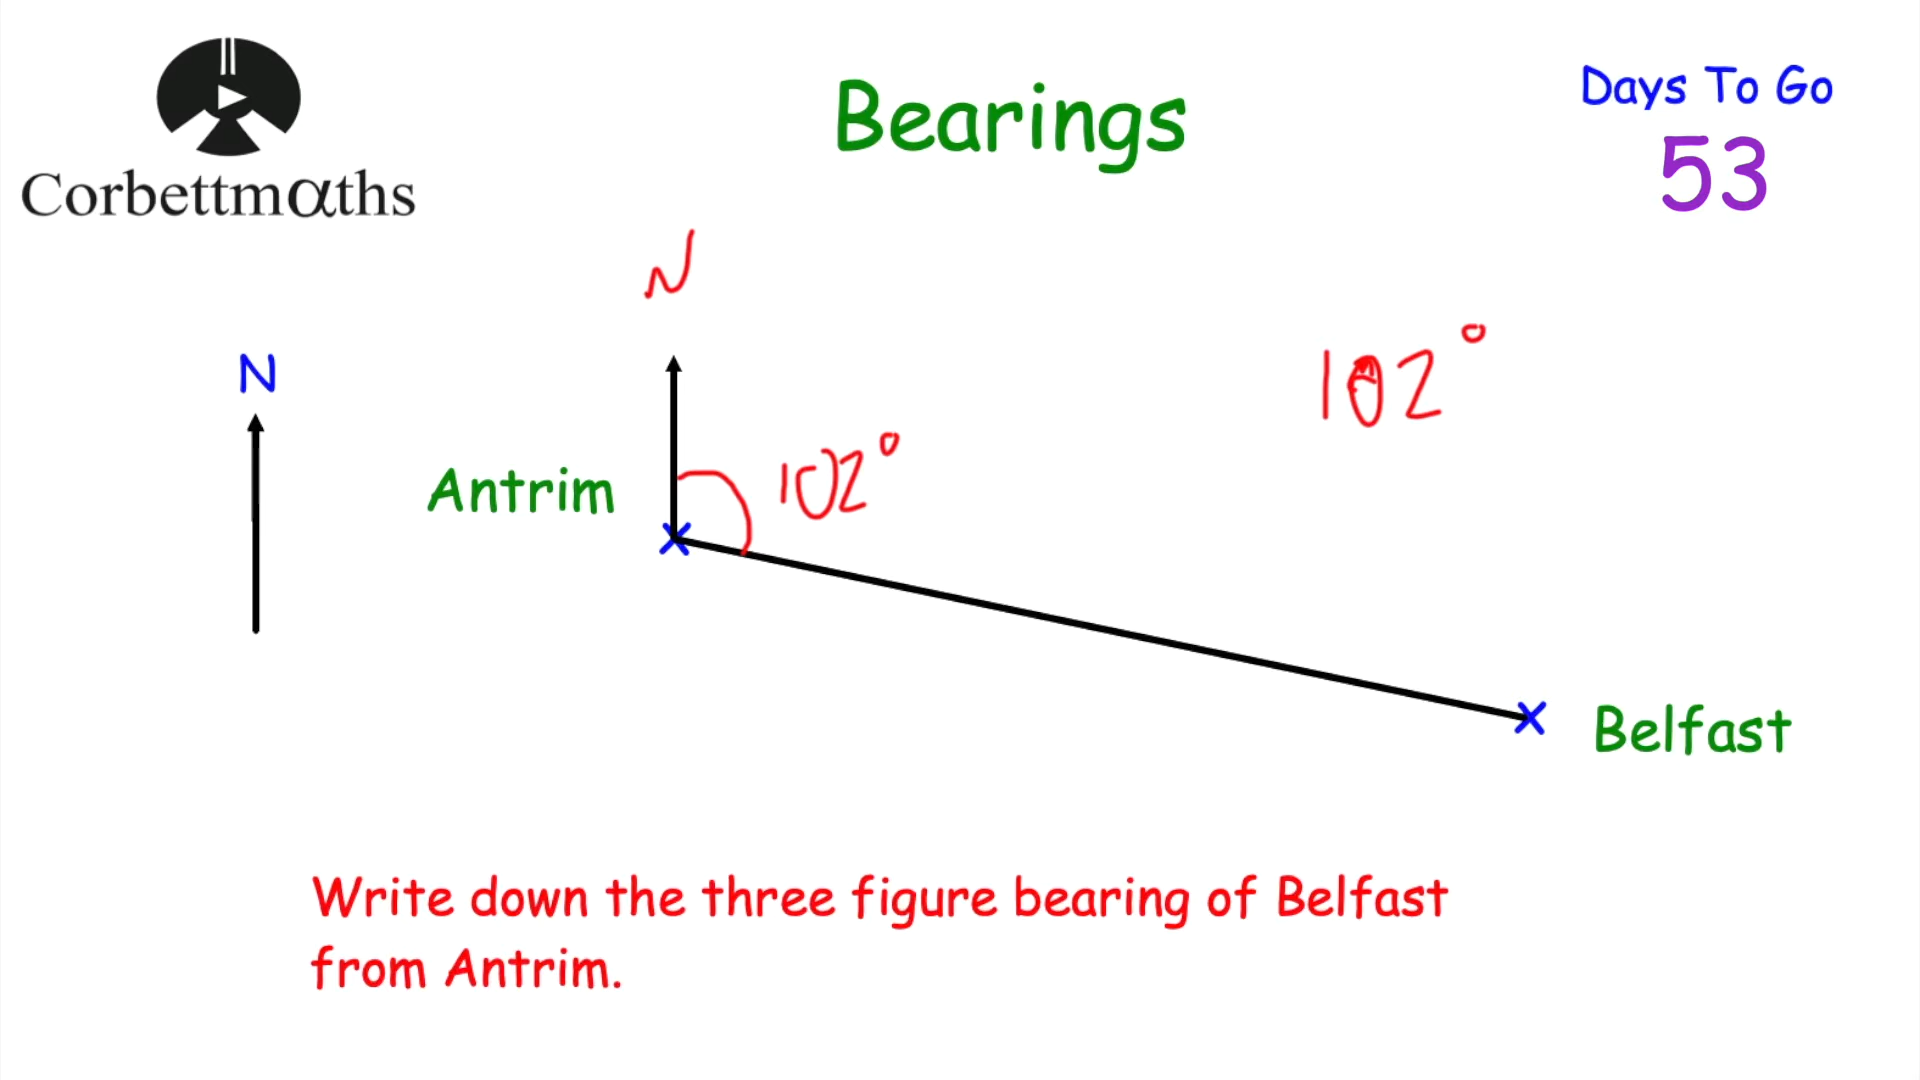 Corbettmαths
Bearings
Days To Go
53
N
N
102°
Antrim
102°
Belfast
Write down the three figure bearing of Belfast
from Antrim.